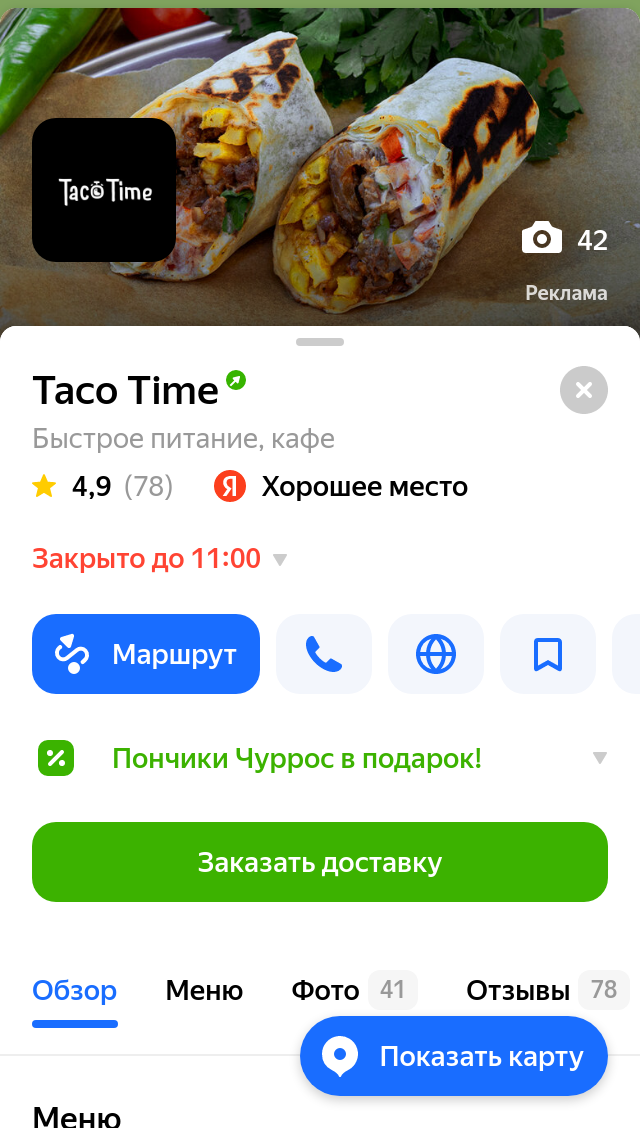 Taco Time
42
Реклама
Taco Time
Быстрое питание, кафе
4,9 (78) Я Хорошее место
Закрыто до 11:00
Маршрут
% Пончики Чуррос в подарок!
Заказать доставку
Обзор Меню Фото 41 Отзывы 78
Показать карту
Меню